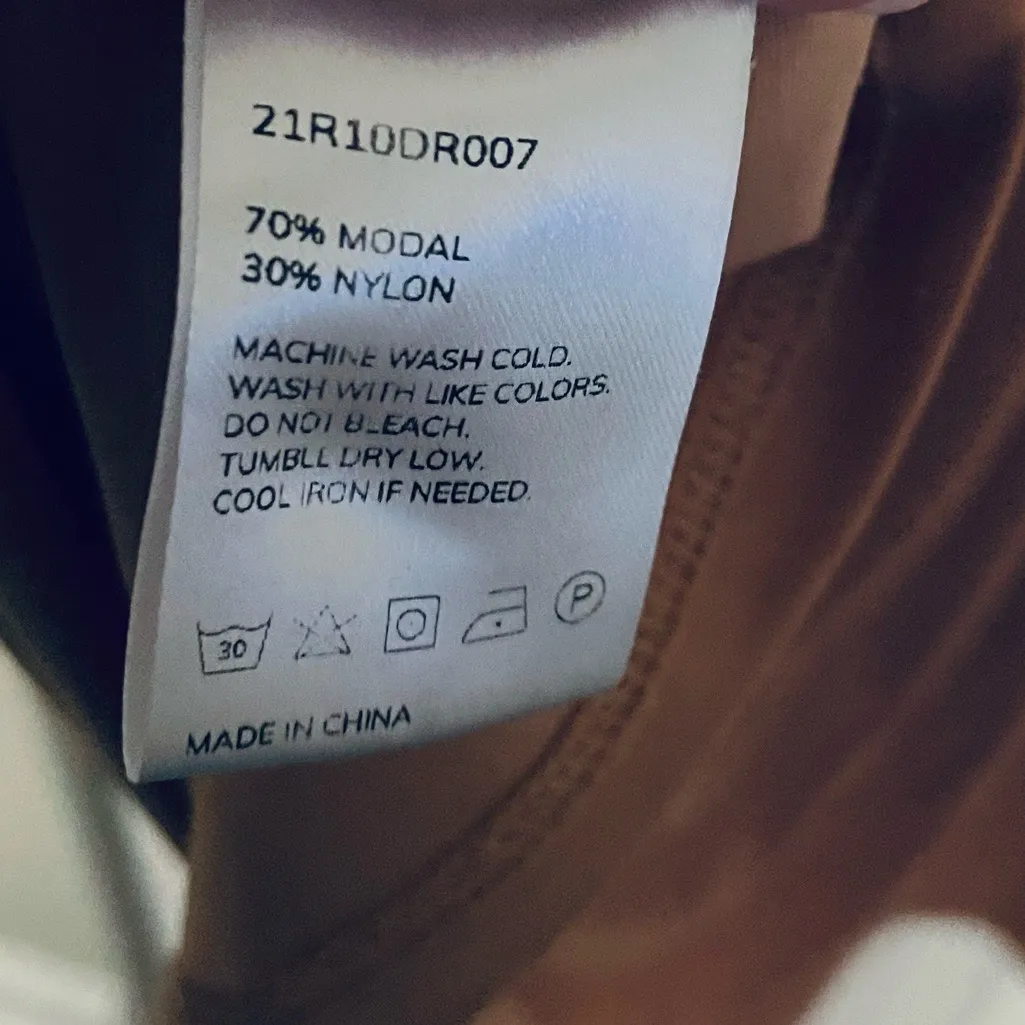 21R10DR007
70% MODAL
30% NYLON
MACHINE WASH COLD.
WASH WITH LIKE COLORS.
DO NOT BLEACH.
TUMBLE DRY LOW.
COOL IRON IF NEEDED.
30 P
MADE IN CHINA